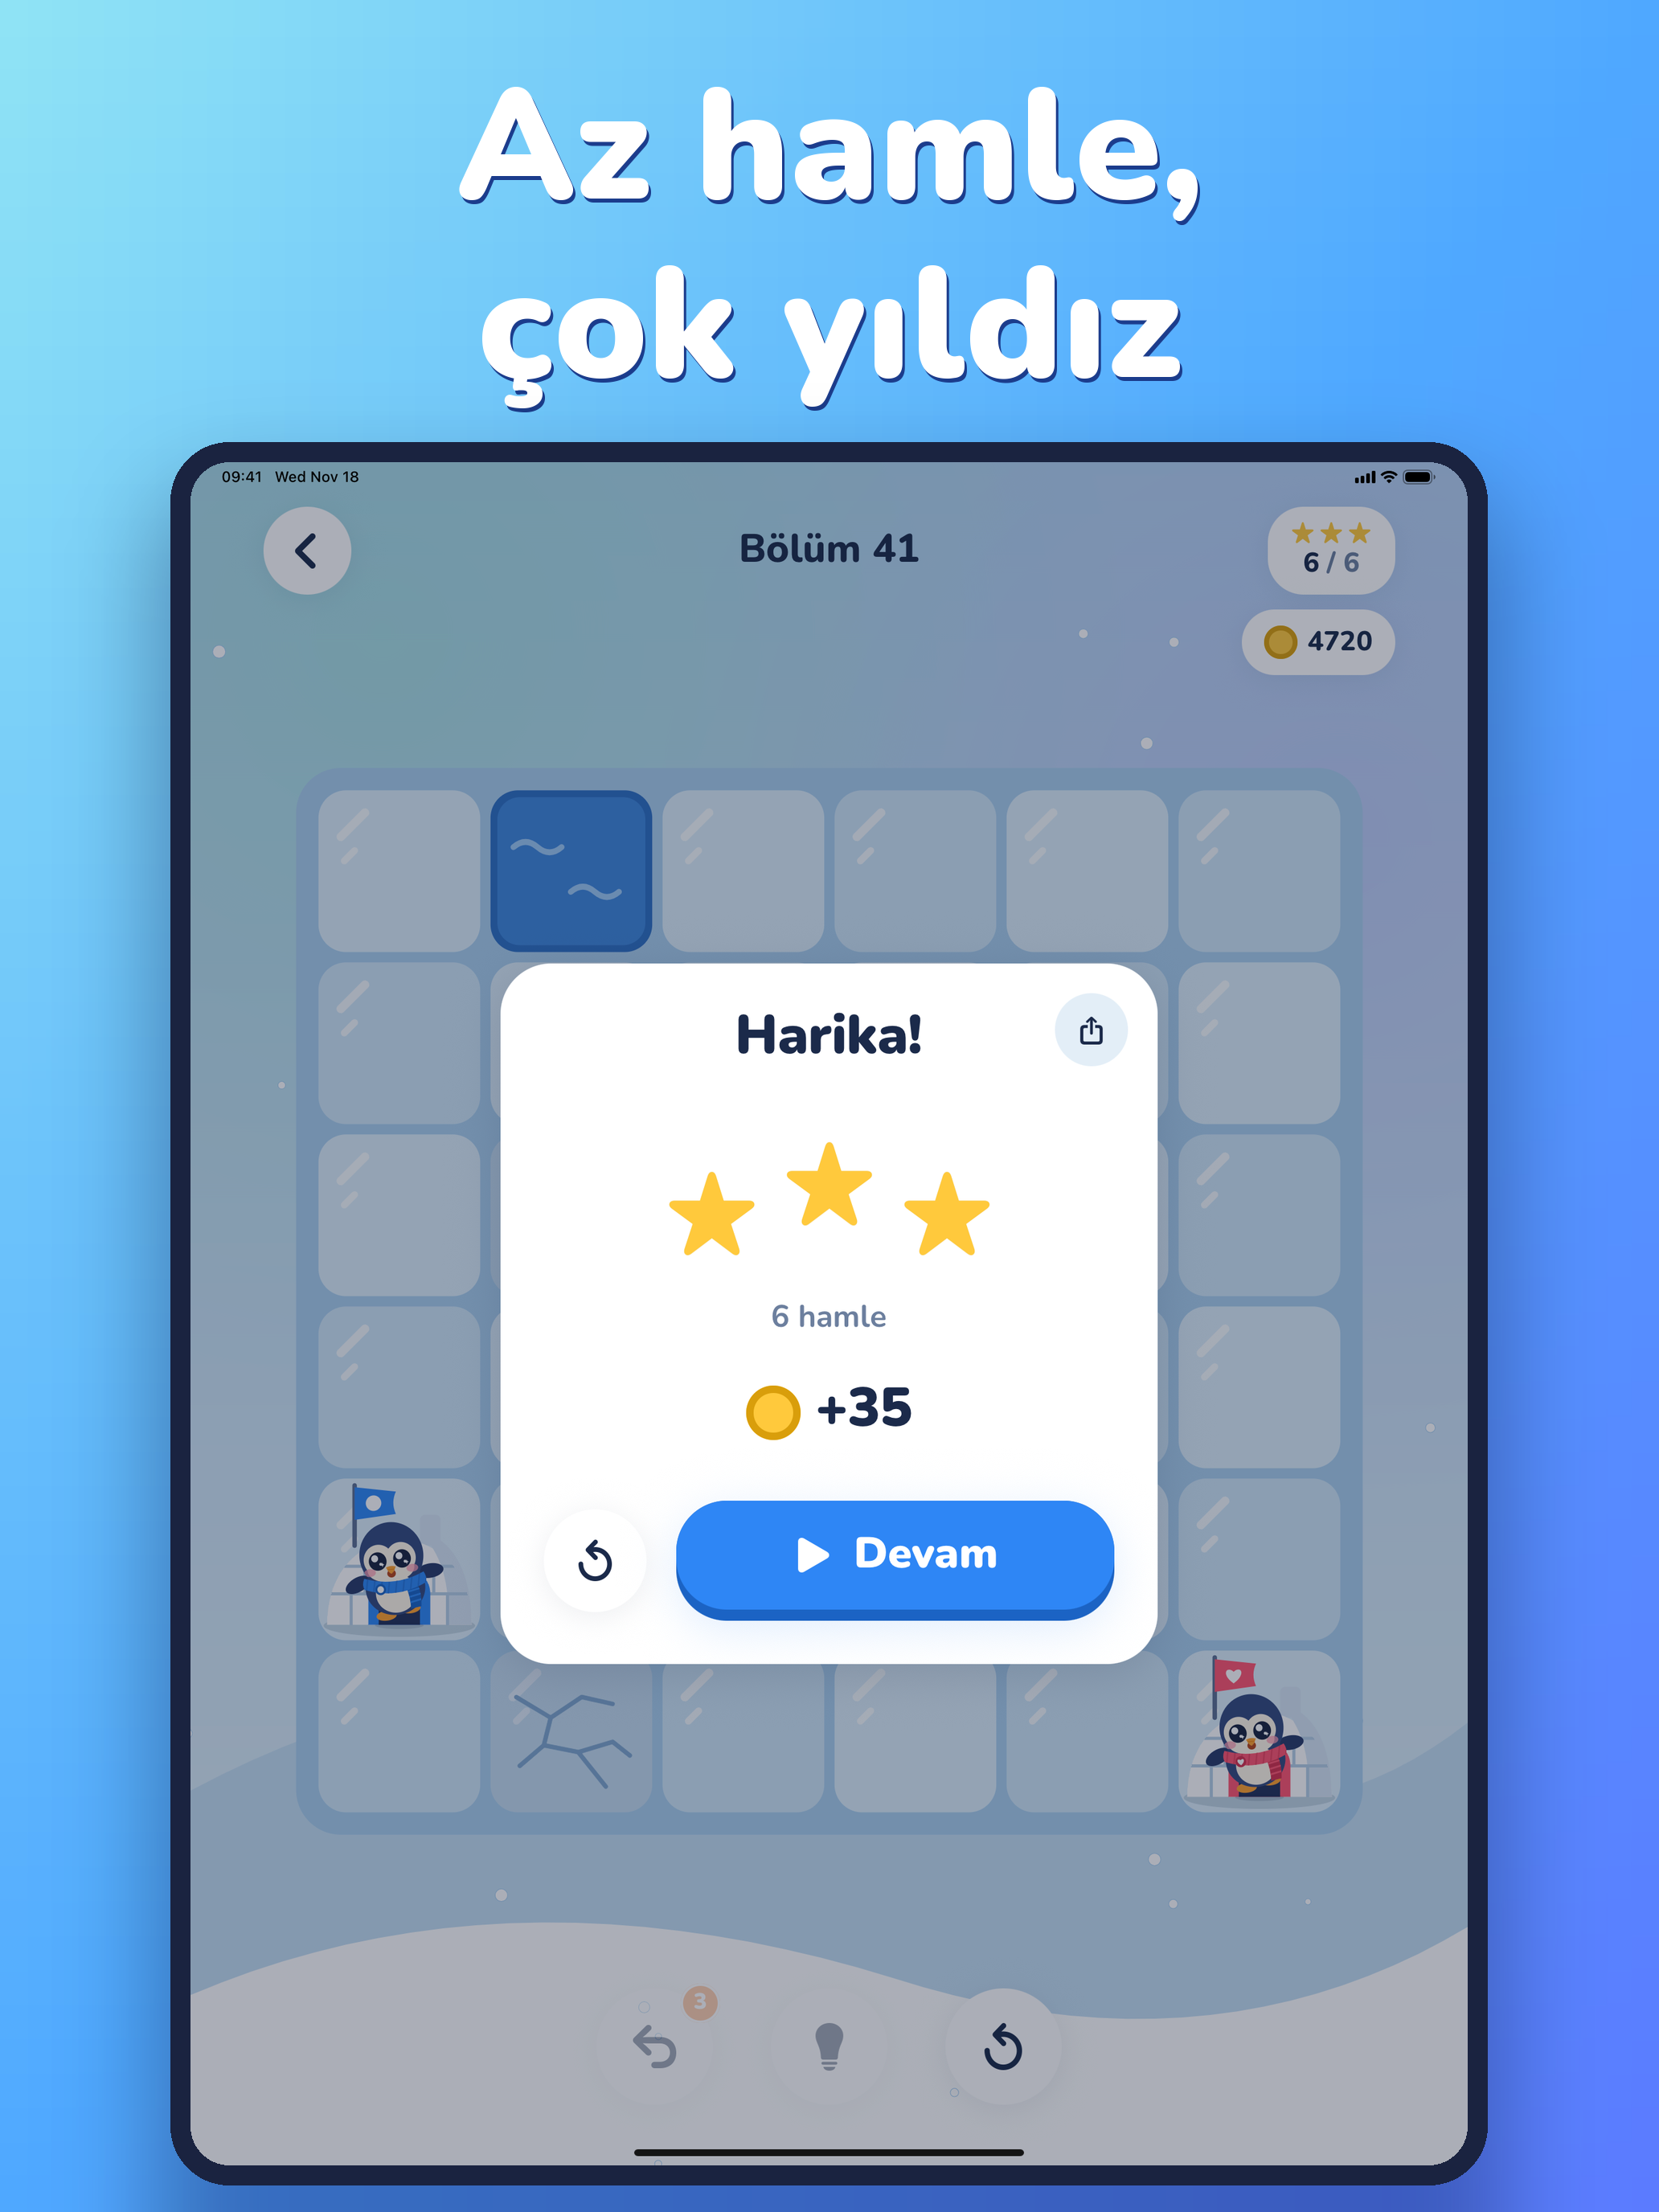 Az hamle,
çok yıldız
09:41 Wed Nov 18
Bölüm 41
6 / 6
4720
Harika!
6 hamle
+35
Devam
3